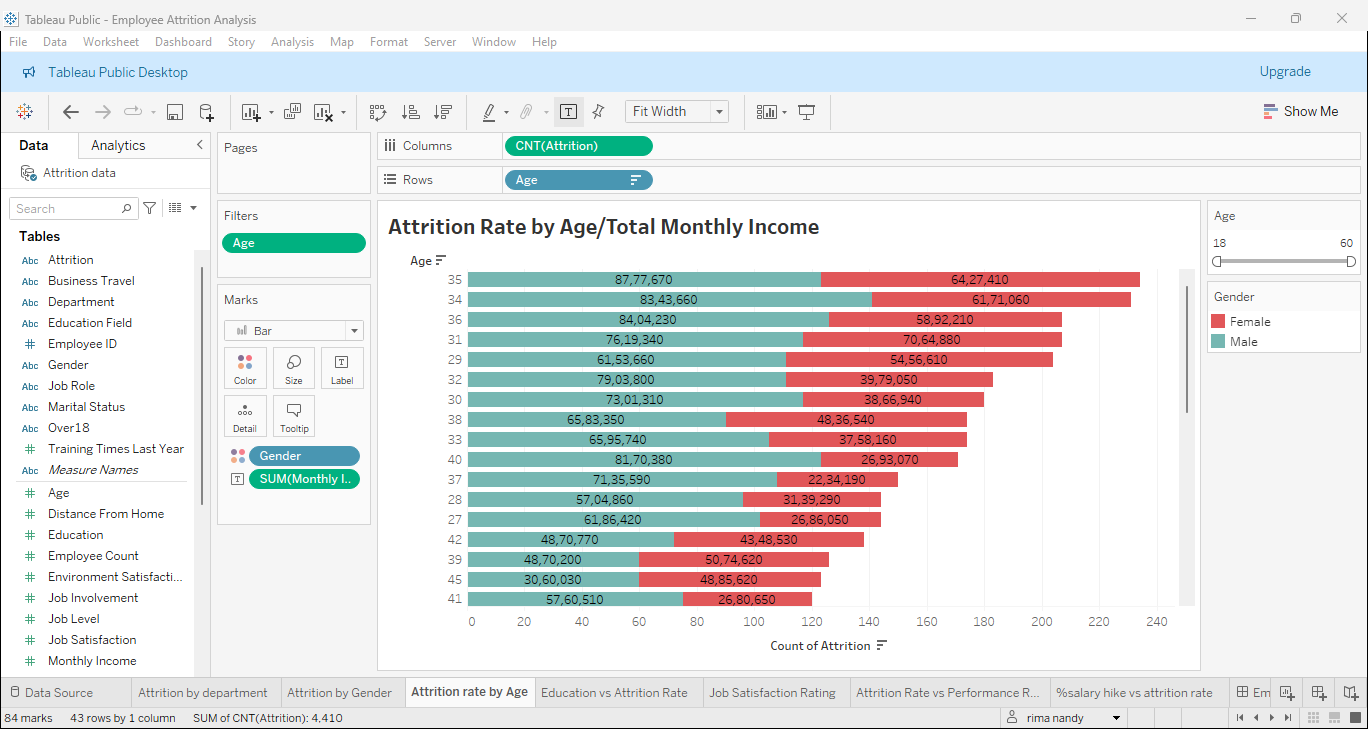 Tableau Public - Employee Attrition Analysis
File Data Worksheet Dashboard Story Analysis Map Format Server Window Help
Tableau Public Desktop Upgrade
Fit Width Show Me
Data Analytics
Attrition data
Search
Tables
Abc Attrition
Abc Business Travel
Abc Department
Abc Education Field
# Employee ID
Abc Gender
Abc Job Role
Abc Marital Status
Abc Over18
# Training Times Last Year
Abc Measure Names
# Age
# Distance From Home
# Education
# Employee Count
# Environment Satisfacti...
# Job Involvement
# Job Level
# Job Satisfaction
# Monthly Income
Pages
Filters
Age
Marks
Bar
Color Size Label
Detail Tooltip
Gender
SUM(Monthly I..
Columns CNT(Attrition)
Rows Age
Attrition Rate by Age/Total Monthly Income
Age
35 87,77,670 64,27,410
34 83,43,660 61,71,060
36 84,04,230 58,92,210
31 76,19,340 70,64,880
29 61,53,660 54,56,610
32 79,03,800 39,79,050
30 73,01,310 38,66,940
38 65,83,350 48,36,540
33 65,95,740 37,58,160
40 81,70,380 26,93,070
37 71,35,590 22,34,190
28 57,04,860 31,39,290
27 61,86,420 26,86,050
42 48,70,770 43,48,530
39 48,70,200 50,74,620
45 30,60,030 48,85,620
41 57,60,510 26,80,650
0 20 40 60 80 100 120 140 160 180 200 220 240
Count of Attrition
Age
18 60
Gender
Female
Male
Data Source Attrition by department Attrition by Gender Attrition rate by Age Education vs Attrition Rate Job Satisfaction Rating Attrition Rate vs Performance R... %salary hike vs attrition rate Em
84 marks 43 rows by 1 column SUM of CNT(Attrition): 4,410 rima nandy